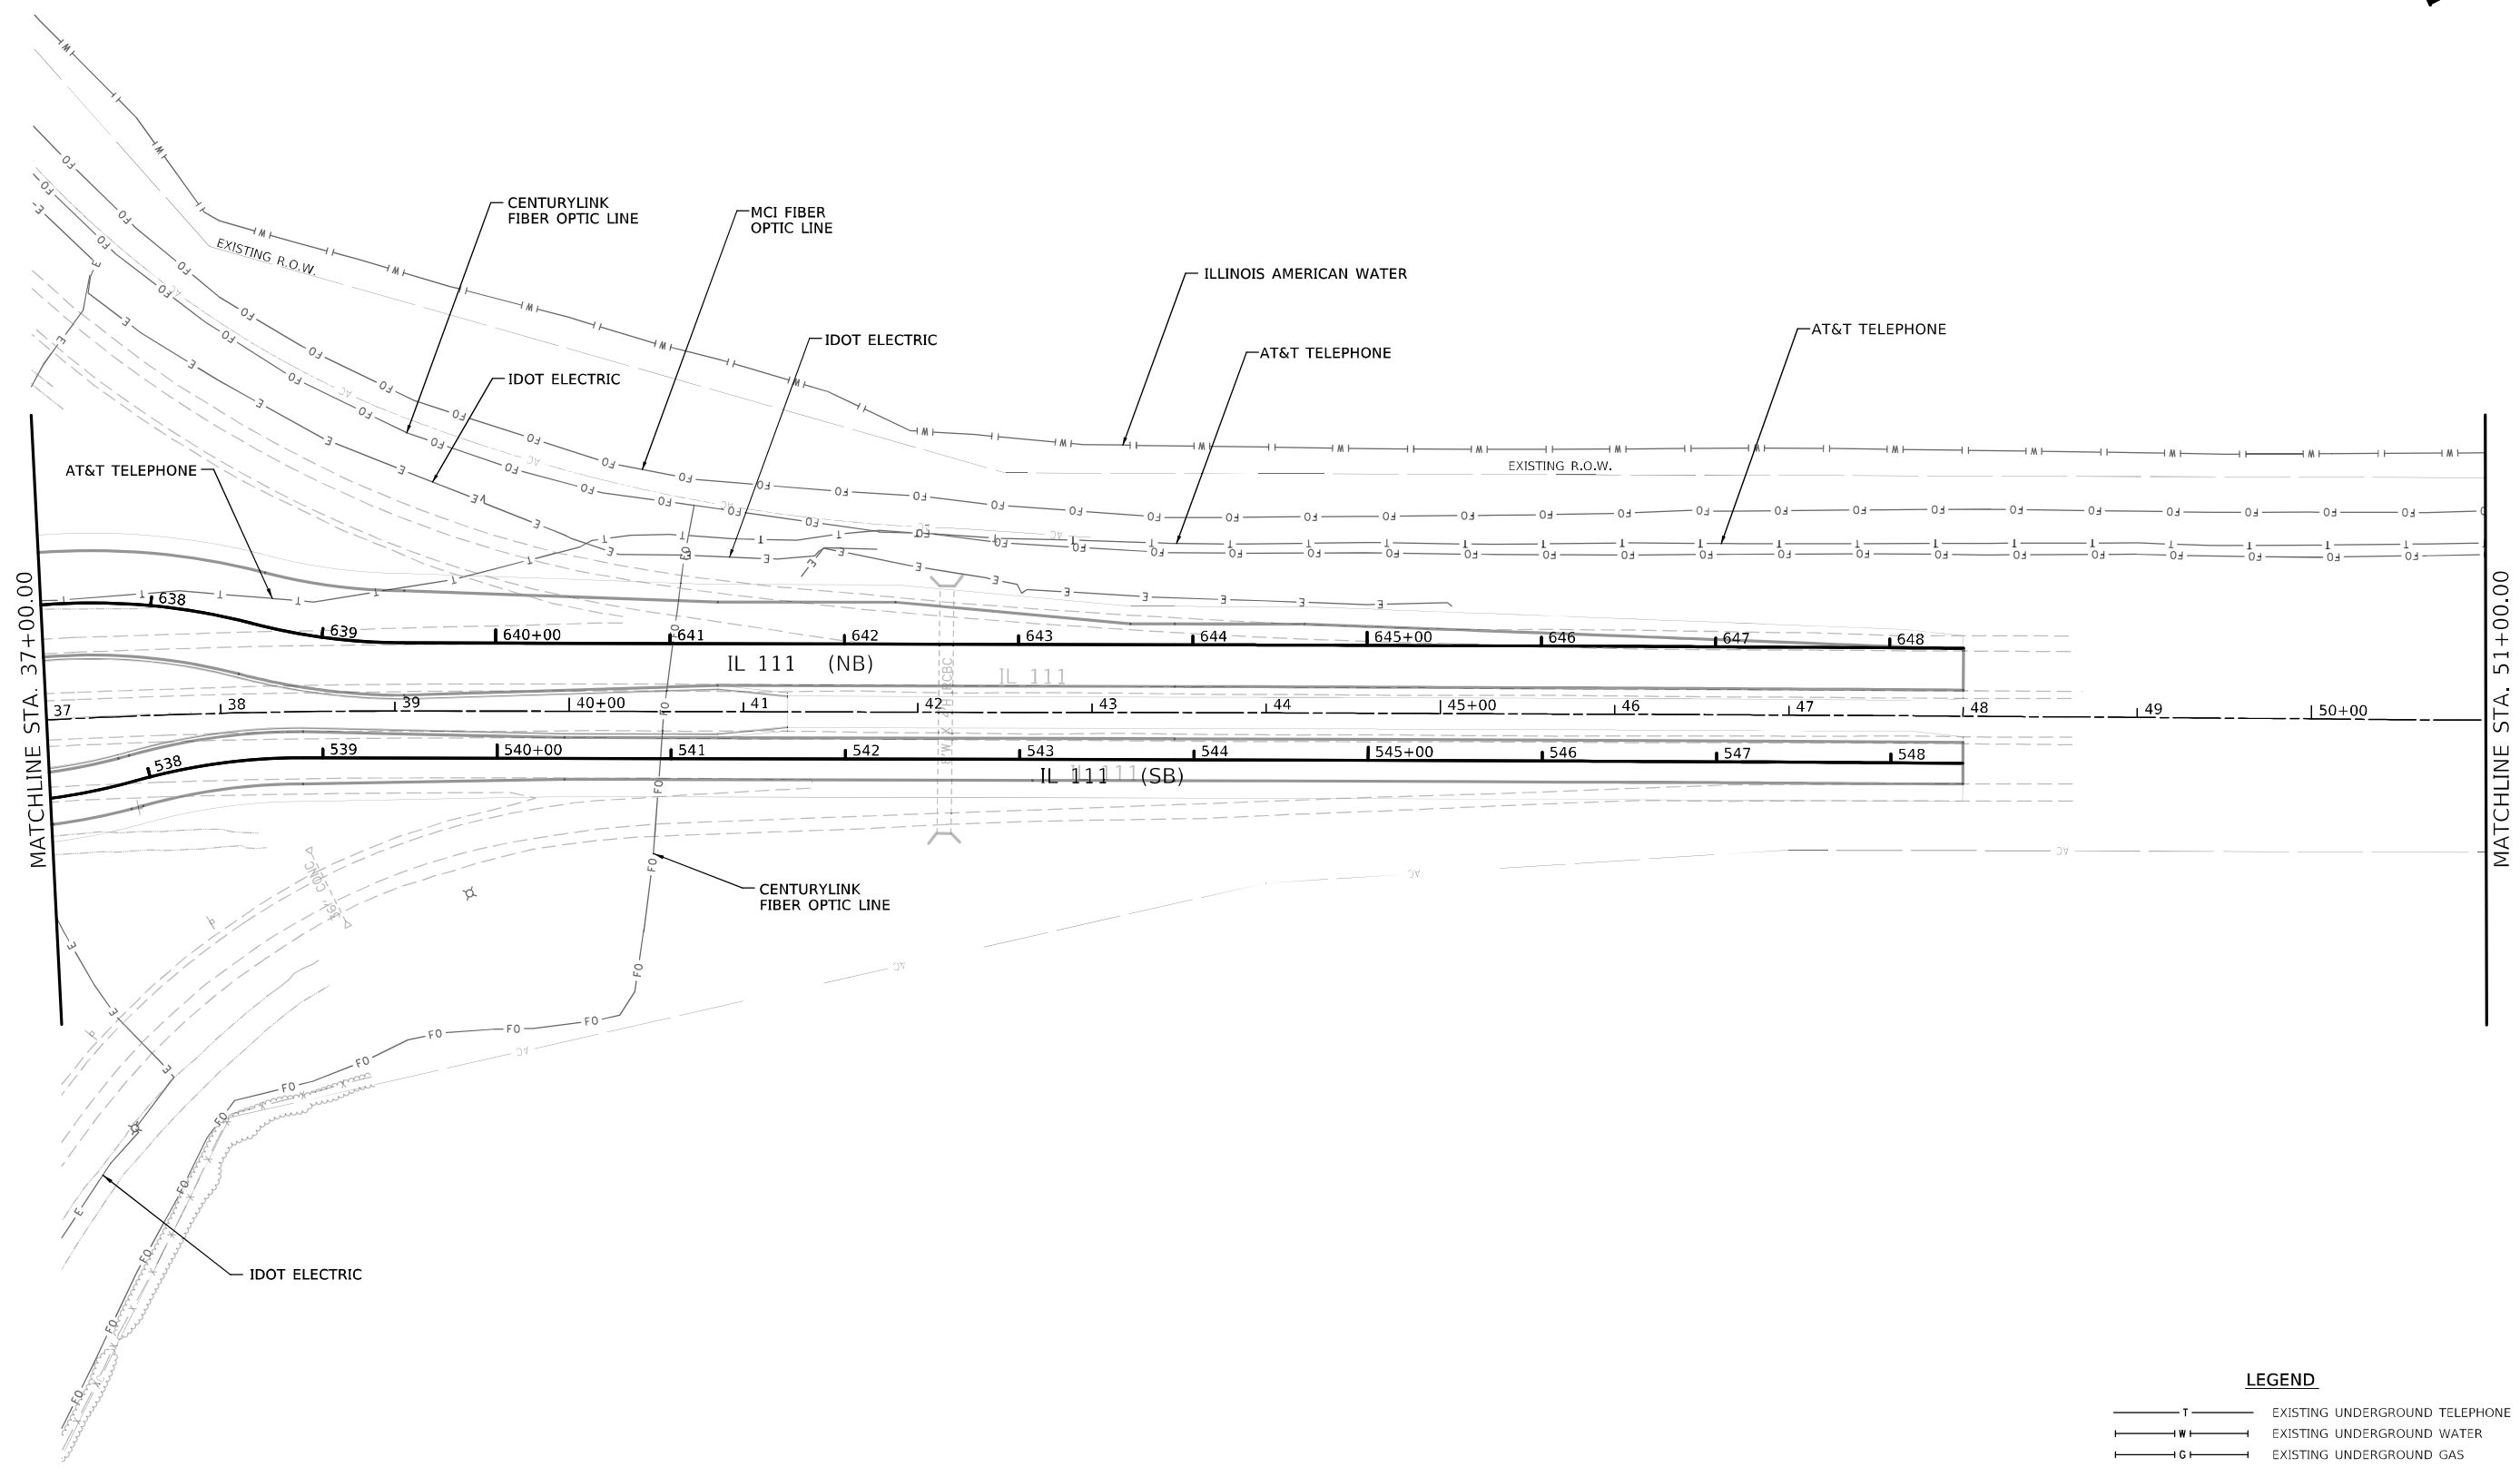 CENTURYLINK
FIBER OPTIC LINE
MCI FIBER
OPTIC LINE
EXISTING R.O.W.
ILLINOIS AMERICAN WATER
AT&T TELEPHONE
IDOT ELECTRIC
AT&T TELEPHONE
IDOT ELECTRIC
AT&T TELEPHONE
EXISTING R.O.W.
MATCHLINE STA. 37+00.00
MATCHLINE STA. 51+00.00
638
639
640+00
641
642
643
644
645+00
646
647
648
IL 111 (NB)
IL 111
37
38
39
40+00
41
42
43
44
45+00
46
47
48
49
50+00
538
539
540+00
541
542
543
544
545+00
546
547
548
IL 111 (SB)
CENTURYLINK
FIBER OPTIC LINE
IDOT ELECTRIC
LEGEND
T EXISTING UNDERGROUND TELEPHONE
W EXISTING UNDERGROUND WATER
G EXISTING UNDERGROUND GAS